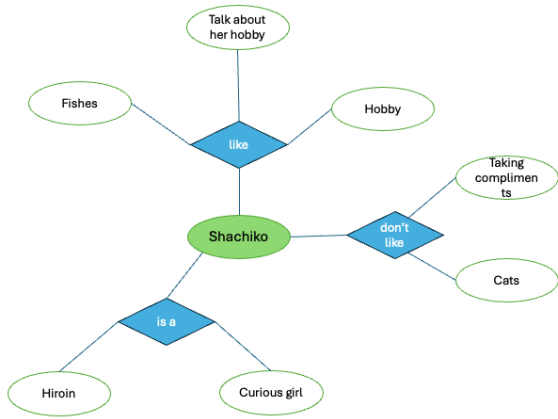 Talk about
her hobby
Fishes
Hobby
like
Taking
complimen
ts
Shachiko
don't
like
Cats
is a
Hiroin
Curious girl